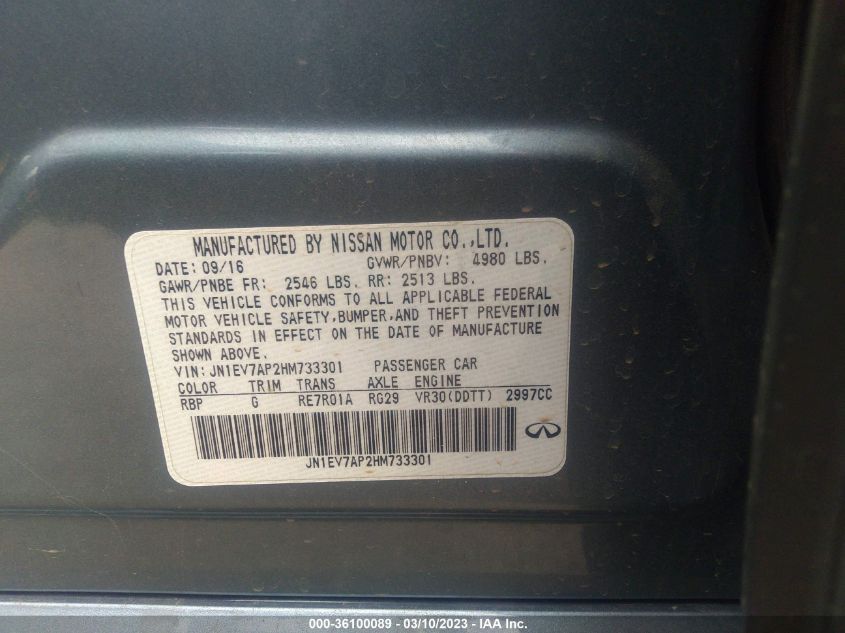 MANUFACTURED BY NISSAN MOTOR CO.,LTD.
DATE: 09/16 GVWR/PNBV: 4980 LBS.
GAWR/PNBE FR: 2546 LBS. RR: 2513 LBS.
THIS VEHICLE CONFORMS TO ALL APPLICABLE FEDERAL
MOTOR VEHICLE SAFETY,BUMPER,AND THEFT PREVENTION
STANDARDS IN EFFECT ON THE DATE OF MANUFACTURE
SHOWN ABOVE.
VIN: JN1EV7AP2HM733301 PASSENGER CAR
COLOR TRIM TRANS AXLE ENGINE
RBP G RE7R01A RG29 VR30(DDTT) 2997CC
JN1EV7AP2HM733301
000-36100089 - 03/10/2023 - IAA Inc.